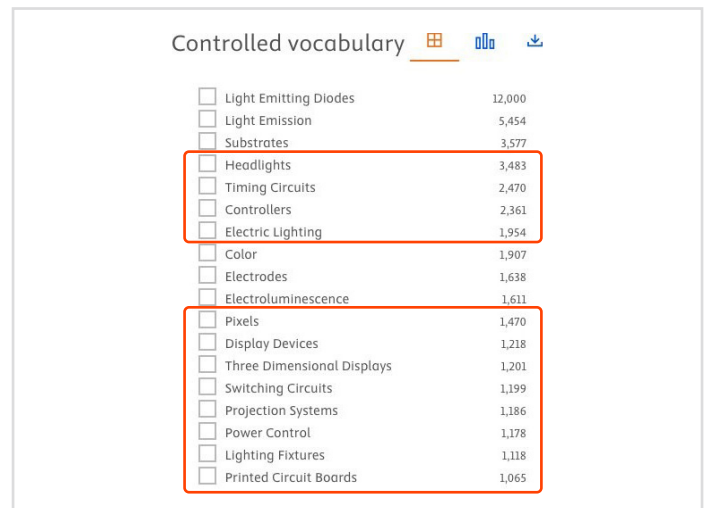 Controlled vocabulary
Light Emitting Diodes 12,000
Light Emission 5,454
Substrates 3,577
Headlights 3,483
Timing Circuits 2,470
Controllers 2,361
Electric Lighting 1,954
Color 1,907
Electrodes 1,638
Electroluminescence 1,611
Pixels 1,470
Display Devices 1,218
Three Dimensional Displays 1,201
Switching Circuits 1,199
Projection Systems 1,186
Power Control 1,178
Lighting Fixtures 1,118
Printed Circuit Boards 1,065